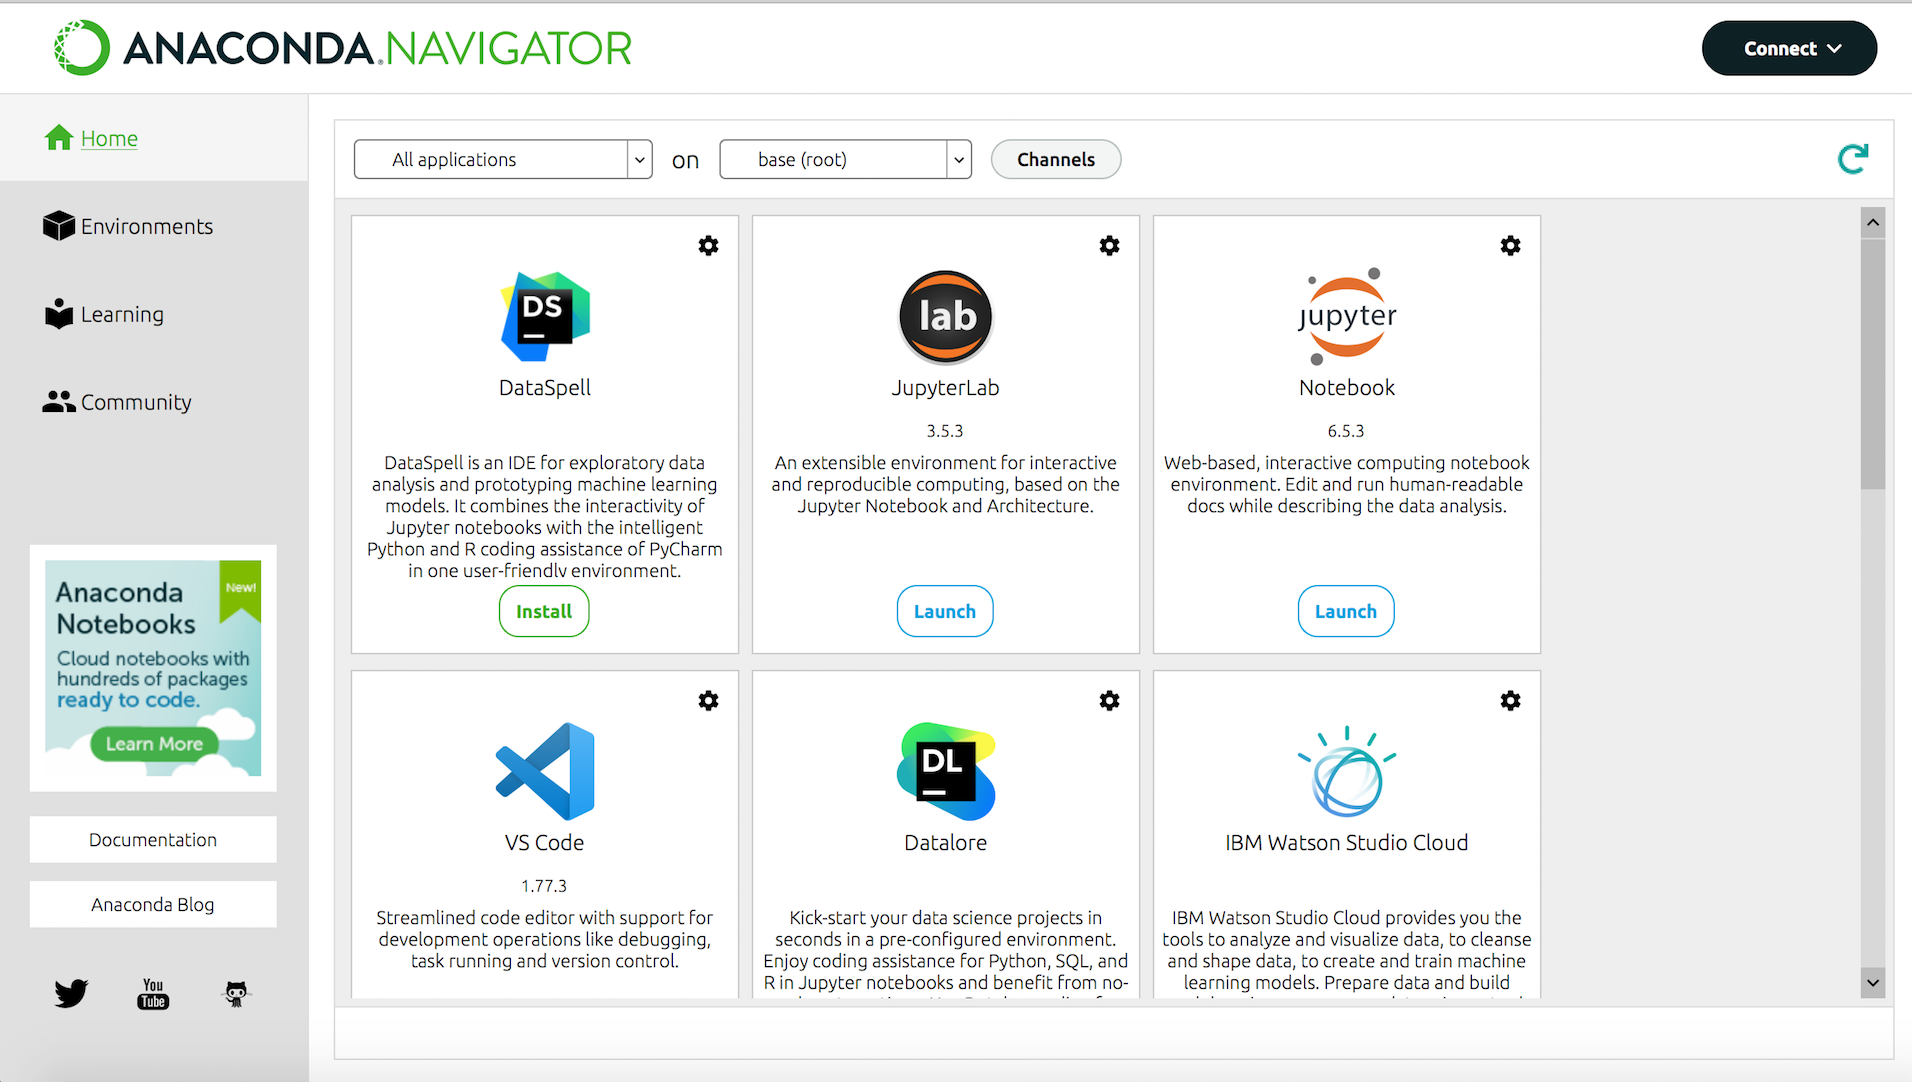 ANACONDA.NAVIGATOR
Connect
Home
Environments
Learning
Community
Anaconda
Notebooks
New!
Cloud notebooks with
hundreds of packages
ready to code.
Learn More
Documentation
Anaconda Blog
You
Tube
All applications
on
base (root)
Channels
DS
DataSpell
DataSpell is an IDE for exploratory data
analysis and prototyping machine learning
models. It combines the interactivity of
Jupyter notebooks with the intelligent
Python and R coding assistance of PyCharm
in one user-friendly environment.
Install
lab
JupyterLab
3.5.3
An extensible environment for interactive
and reproducible computing, based on the
Jupyter Notebook and Architecture.
Launch
jupyter
Notebook
6.5.3
Web-based, interactive computing notebook
environment. Edit and run human-readable
docs while describing the data analysis.
Launch
VS Code
1.77.3
Streamlined code editor with support for
development operations like debugging,
task running and version control.
DL
Datalore
Kick-start your data science projects in
seconds in a pre-configured environment.
Enjoy coding assistance for Python, SQL, and
R in Jupyter notebooks and benefit from no-
IBM Watson Studio Cloud
IBM Watson Studio Cloud provides you the
tools to analyze and visualize data, to cleanse
and shape data, to create and train machine
learning models. Prepare data and build